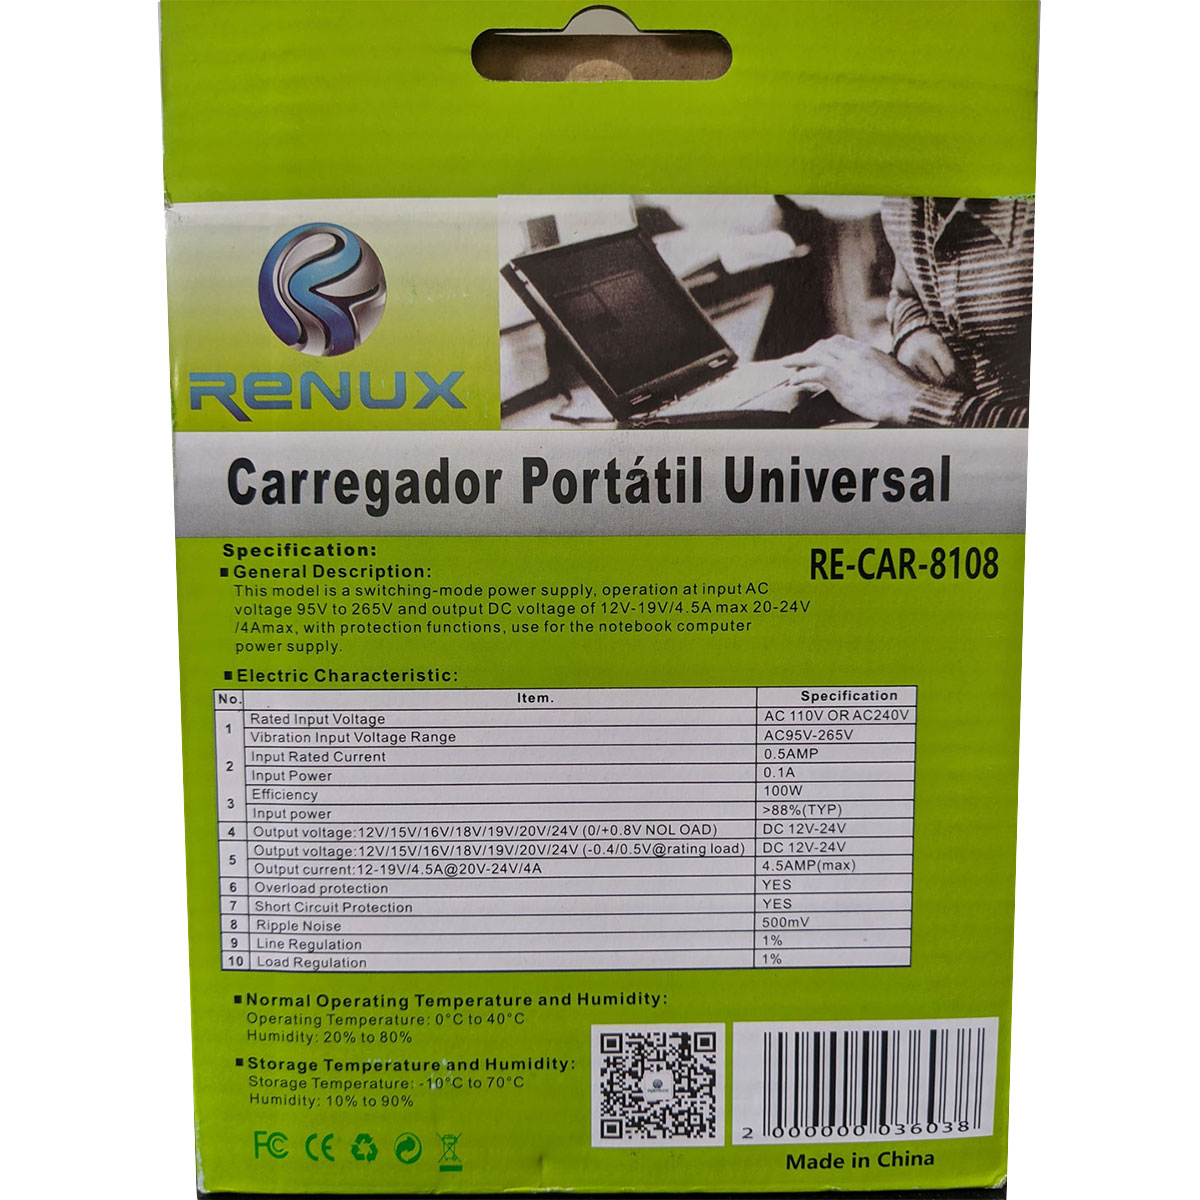 RENUX
Carregador Portátil Universal
RE-CAR-8108
Specification:
■General Description:
This model is a switching-mode power supply, operation at input AC
voltage 95V to 265V and output DC voltage of 12V-19V/4.5A max 20-24V
/4Amax, with protection functions, use for the notebook computer
power supply.
■Electric Characteristic:
No. Item. Specification
1 Rated Input Voltage AC 110V OR AC240V
Vibration Input Voltage Range AC95V-265V
2 Input Rated Current 0.5AMP
Input Power 0.1A
3 Efficiency 100W
Input power >88%(TYP)
4 Output voltage:12V/15V/16V/18V/19V/20V/24V (0/+0.8V NOL OAD) DC 12V-24V
5 Output voltage:12V/15V/16V/18V/19V/20V/24V (-0.4/0.5V@rating load) DC 12V-24V
Output current:12-19V/4.5A@20V-24V/4A 4.5AMP(max)
6 Overload protection YES
7 Short Circuit Protection YES
8 Ripple Noise 500mV
9 Line Regulation 1%
10 Load Regulation 1%
■Normal Operating Temperature and Humidity:
Operating Temperature: 0°C to 40°C
Humidity: 20% to 80%
■Storage Temperature and Humidity:
Storage Temperature: -10°C to 70°C
Humidity: 10% to 90%
FC CE
2 000000 036038
Made in China